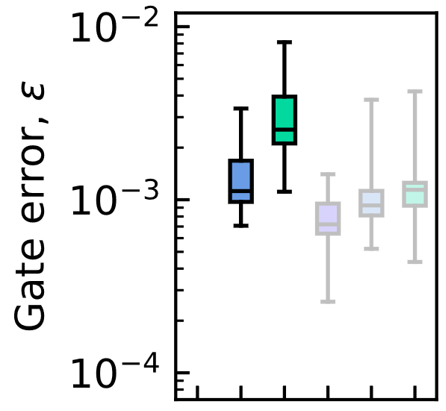 Gate error, ε
10⁻²
10⁻³
10⁻⁴